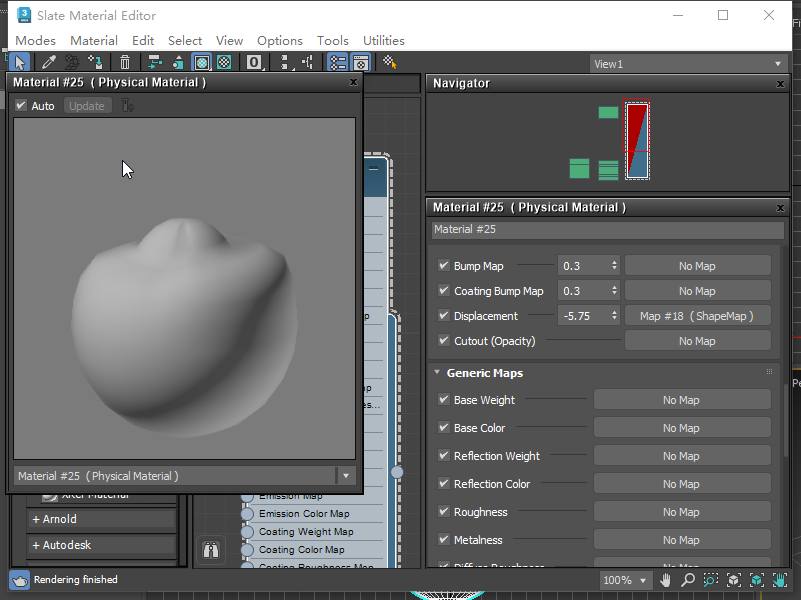 3
Slate Material Editor
Modes Material Edit Select View Options Tools Utilities
0
View1
Material #25 ( Physical Material )
Auto Update
Navigator
Material #25 ( Physical Material )
Material #25
Bump Map 0.3 No Map
Coating Bump Map 0.3 No Map
Displacement -5.75 Map #18 ( ShapeMap )
Cutout (Opacity) No Map
Generic Maps
Base Weight No Map
Base Color No Map
Reflection Weight No Map
Reflection Color No Map
Roughness No Map
Metalness No Map
Material #25 ( Physical Material )
Emission Map
+ Arnold
Emission Color Map
Coating Weight Map
+ Autodesk
Coating Color Map
Coating Roughness Map
Rendering finished
100%